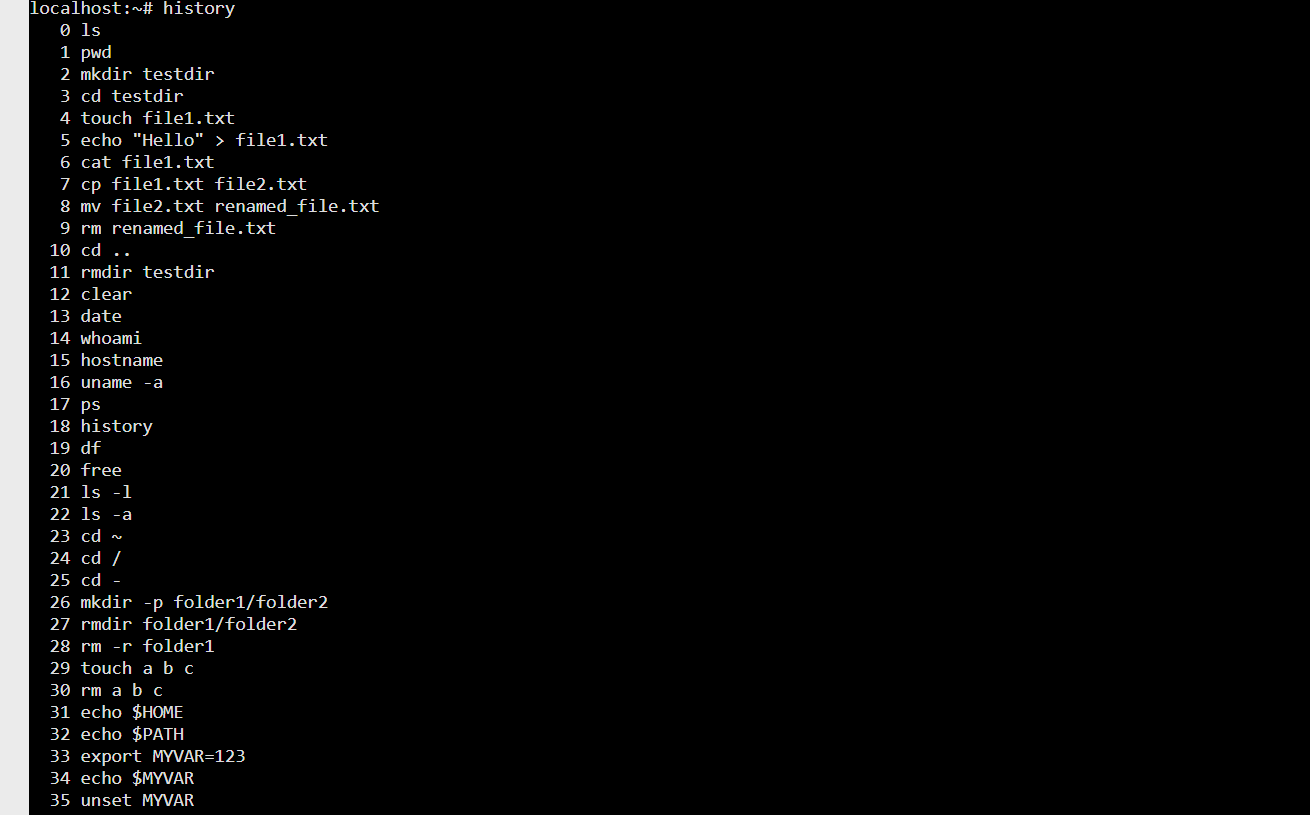 localhost:~# history
0 ls
1 pwd
2 mkdir testdir
3 cd testdir
4 touch file1.txt
5 echo "Hello" > file1.txt
6 cat file1.txt
7 cp file1.txt file2.txt
8 mv file2.txt renamed_file.txt
9 rm renamed_file.txt
10 cd ..
11 rmdir testdir
12 clear
13 date
14 whoami
15 hostname
16 uname -a
17 ps
18 history
19 df
20 free
21 ls -l
22 ls -a
23 cd ~
24 cd /
25 cd -
26 mkdir -p folder1/folder2
27 rmdir folder1/folder2
28 rm -r folder1
29 touch a b c
30 rm a b c
31 echo $HOME
32 echo $PATH
33 export MYVAR=123
34 echo $MYVAR
35 unset MYVAR